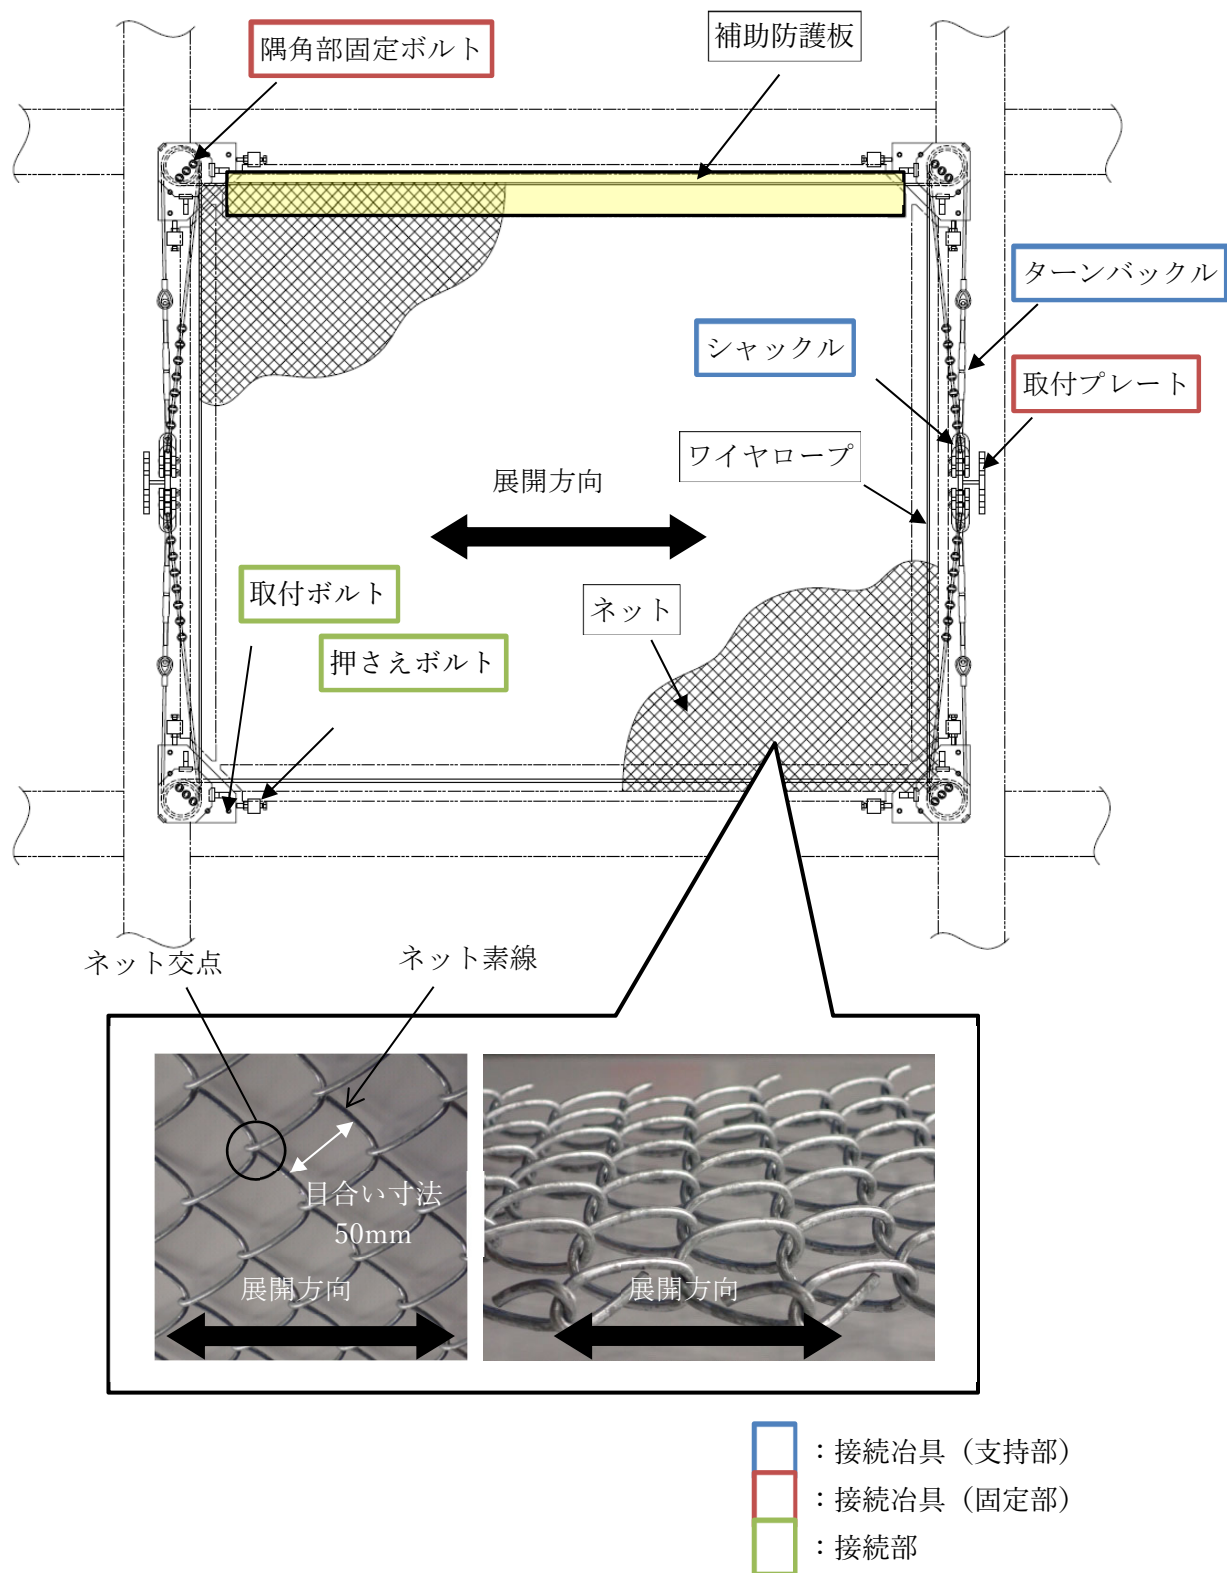 隅角部固定ボルト
補助防護板
ターンバックル
シャックル
取付プレート
ワイヤロープ
展開方向
取付ボルト
ネット
押さえボルト
ネット交点
ネット素線
目合い寸法
50mm
展開方向
展開方向
：接続冶具（支持部）
：接続冶具（固定部）
：接続部